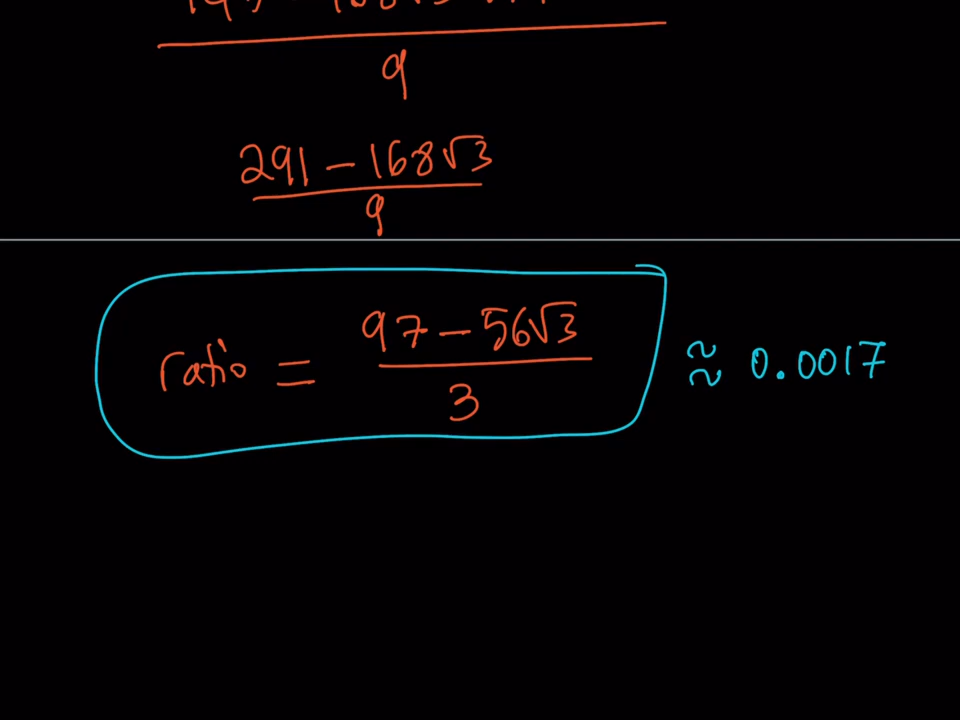 9
291 - 168√3
9
ratio = 97 - 56√3 / 3 ≈ 0.0017